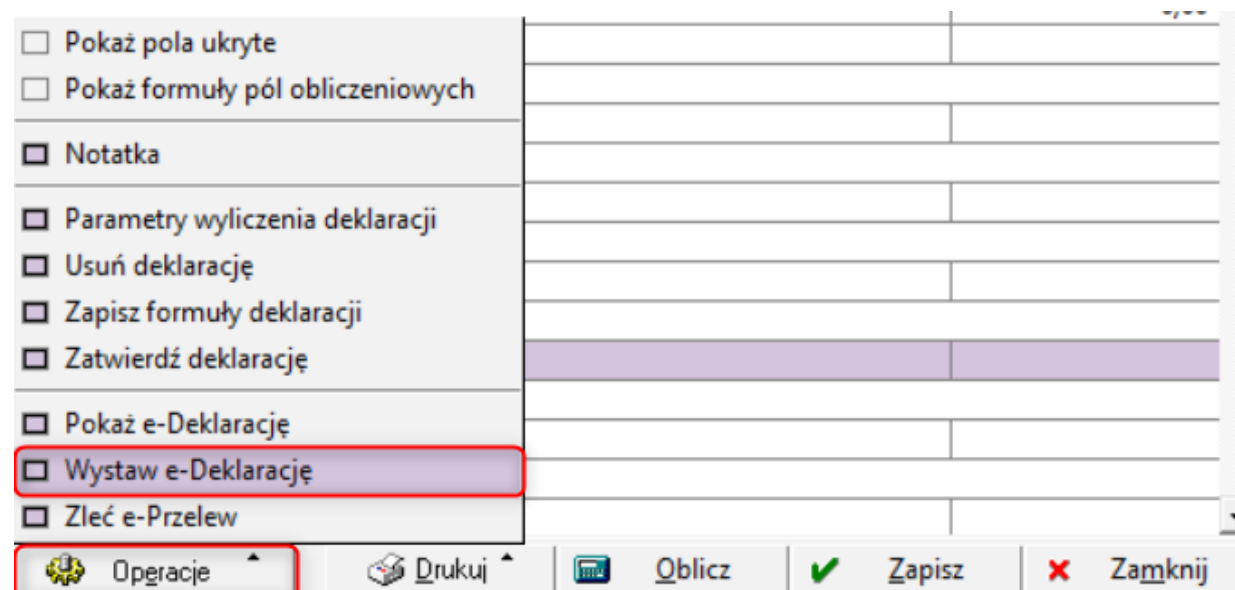 Pokaż pola ukryte
Pokaż formuły pól obliczeniowych
Notatka
Parametry wyliczenia deklaracji
Usuń deklarację
Zapisz formuły deklaracji
Zatwierdź deklarację
Pokaż e-Deklarację
Wystaw e-Deklarację
Zleć e-Przelew
Operacje Drukuj Oblicz Zapisz Zamknij